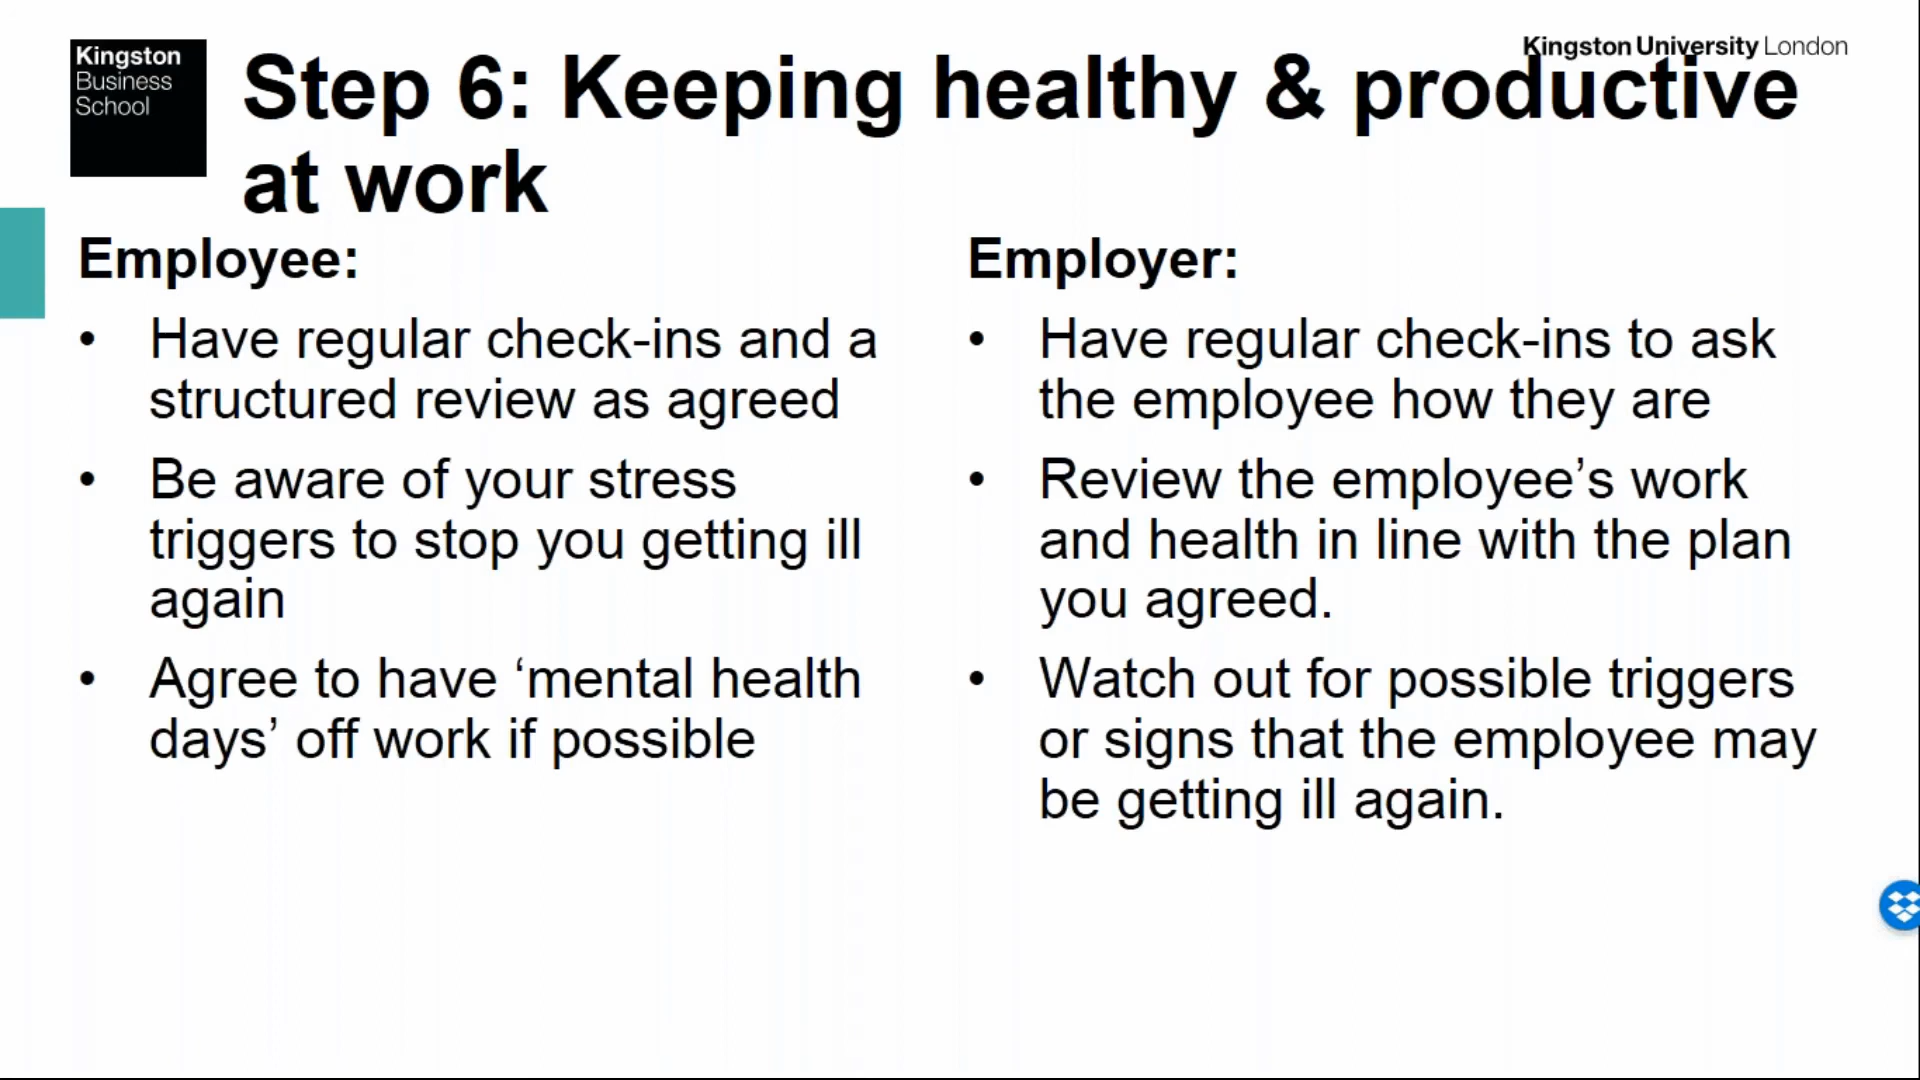 Kingston
Business
School
Kingston University London
Step 6: Keeping healthy & productive
at work
Employee:
• Have regular check-ins and a
structured review as agreed
• Be aware of your stress
triggers to stop you getting ill
again
• Agree to have ‘mental health
days’ off work if possible
Employer:
• Have regular check-ins to ask
the employee how they are
• Review the employee’s work
and health in line with the plan
you agreed.
• Watch out for possible triggers
or signs that the employee may
be getting ill again.